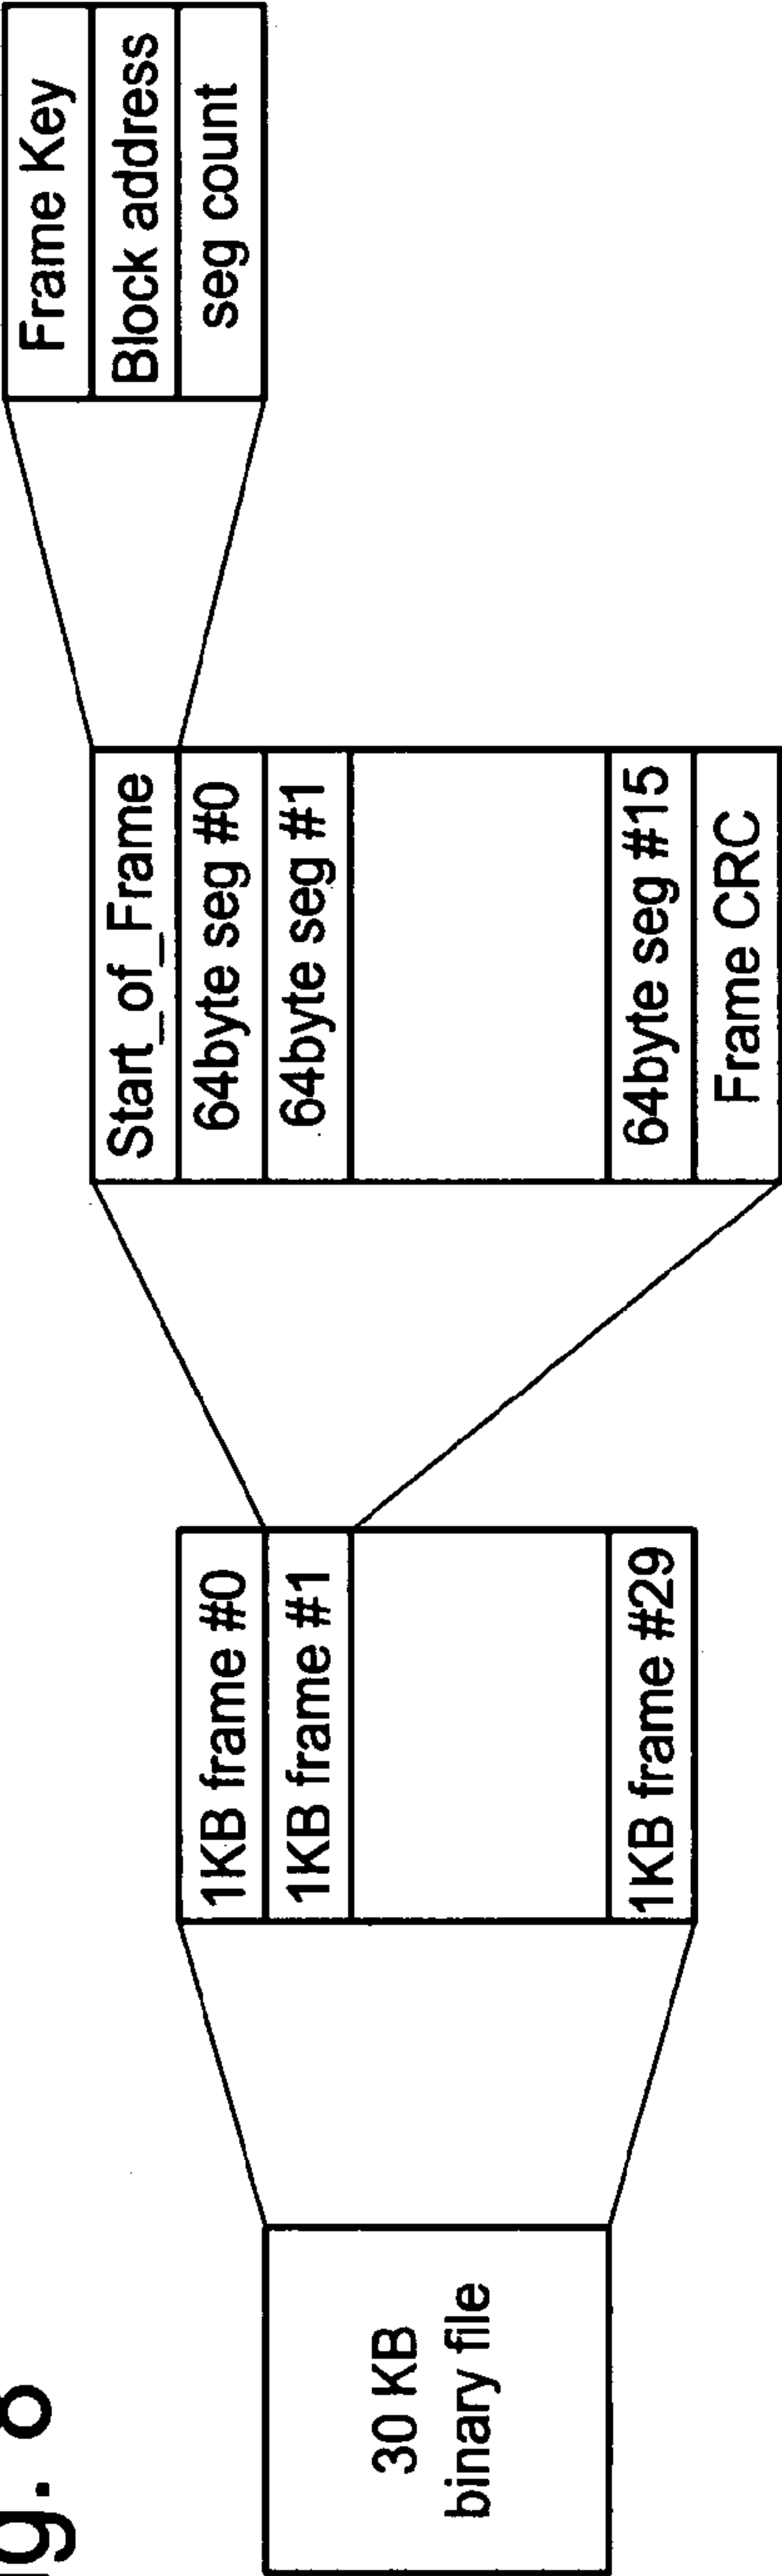 g. 8
30 KB
binary file
1KB frame #0
1KB frame #1
1KB frame #29
Start_of_Frame
64byte seg #0
64byte seg #1
64byte seg #15
Frame CRC
Frame Key
Block address
seg count